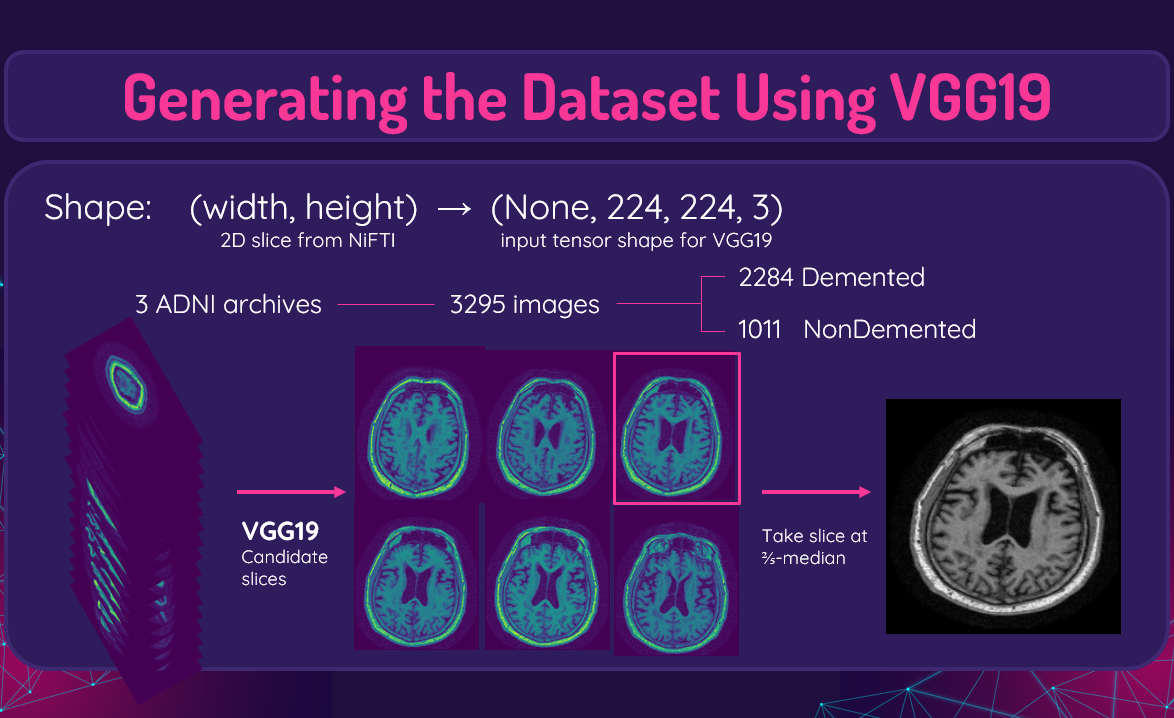 Generating the Dataset Using VGG19
Shape: (width, height) → (None, 224, 224, 3)
2D slice from NiFTI
input tensor shape for VGG19
3 ADNI archives
3295 images
2284 Demented
1011 NonDemented
VGG19
Candidate
slices
Take slice at
⅔-median